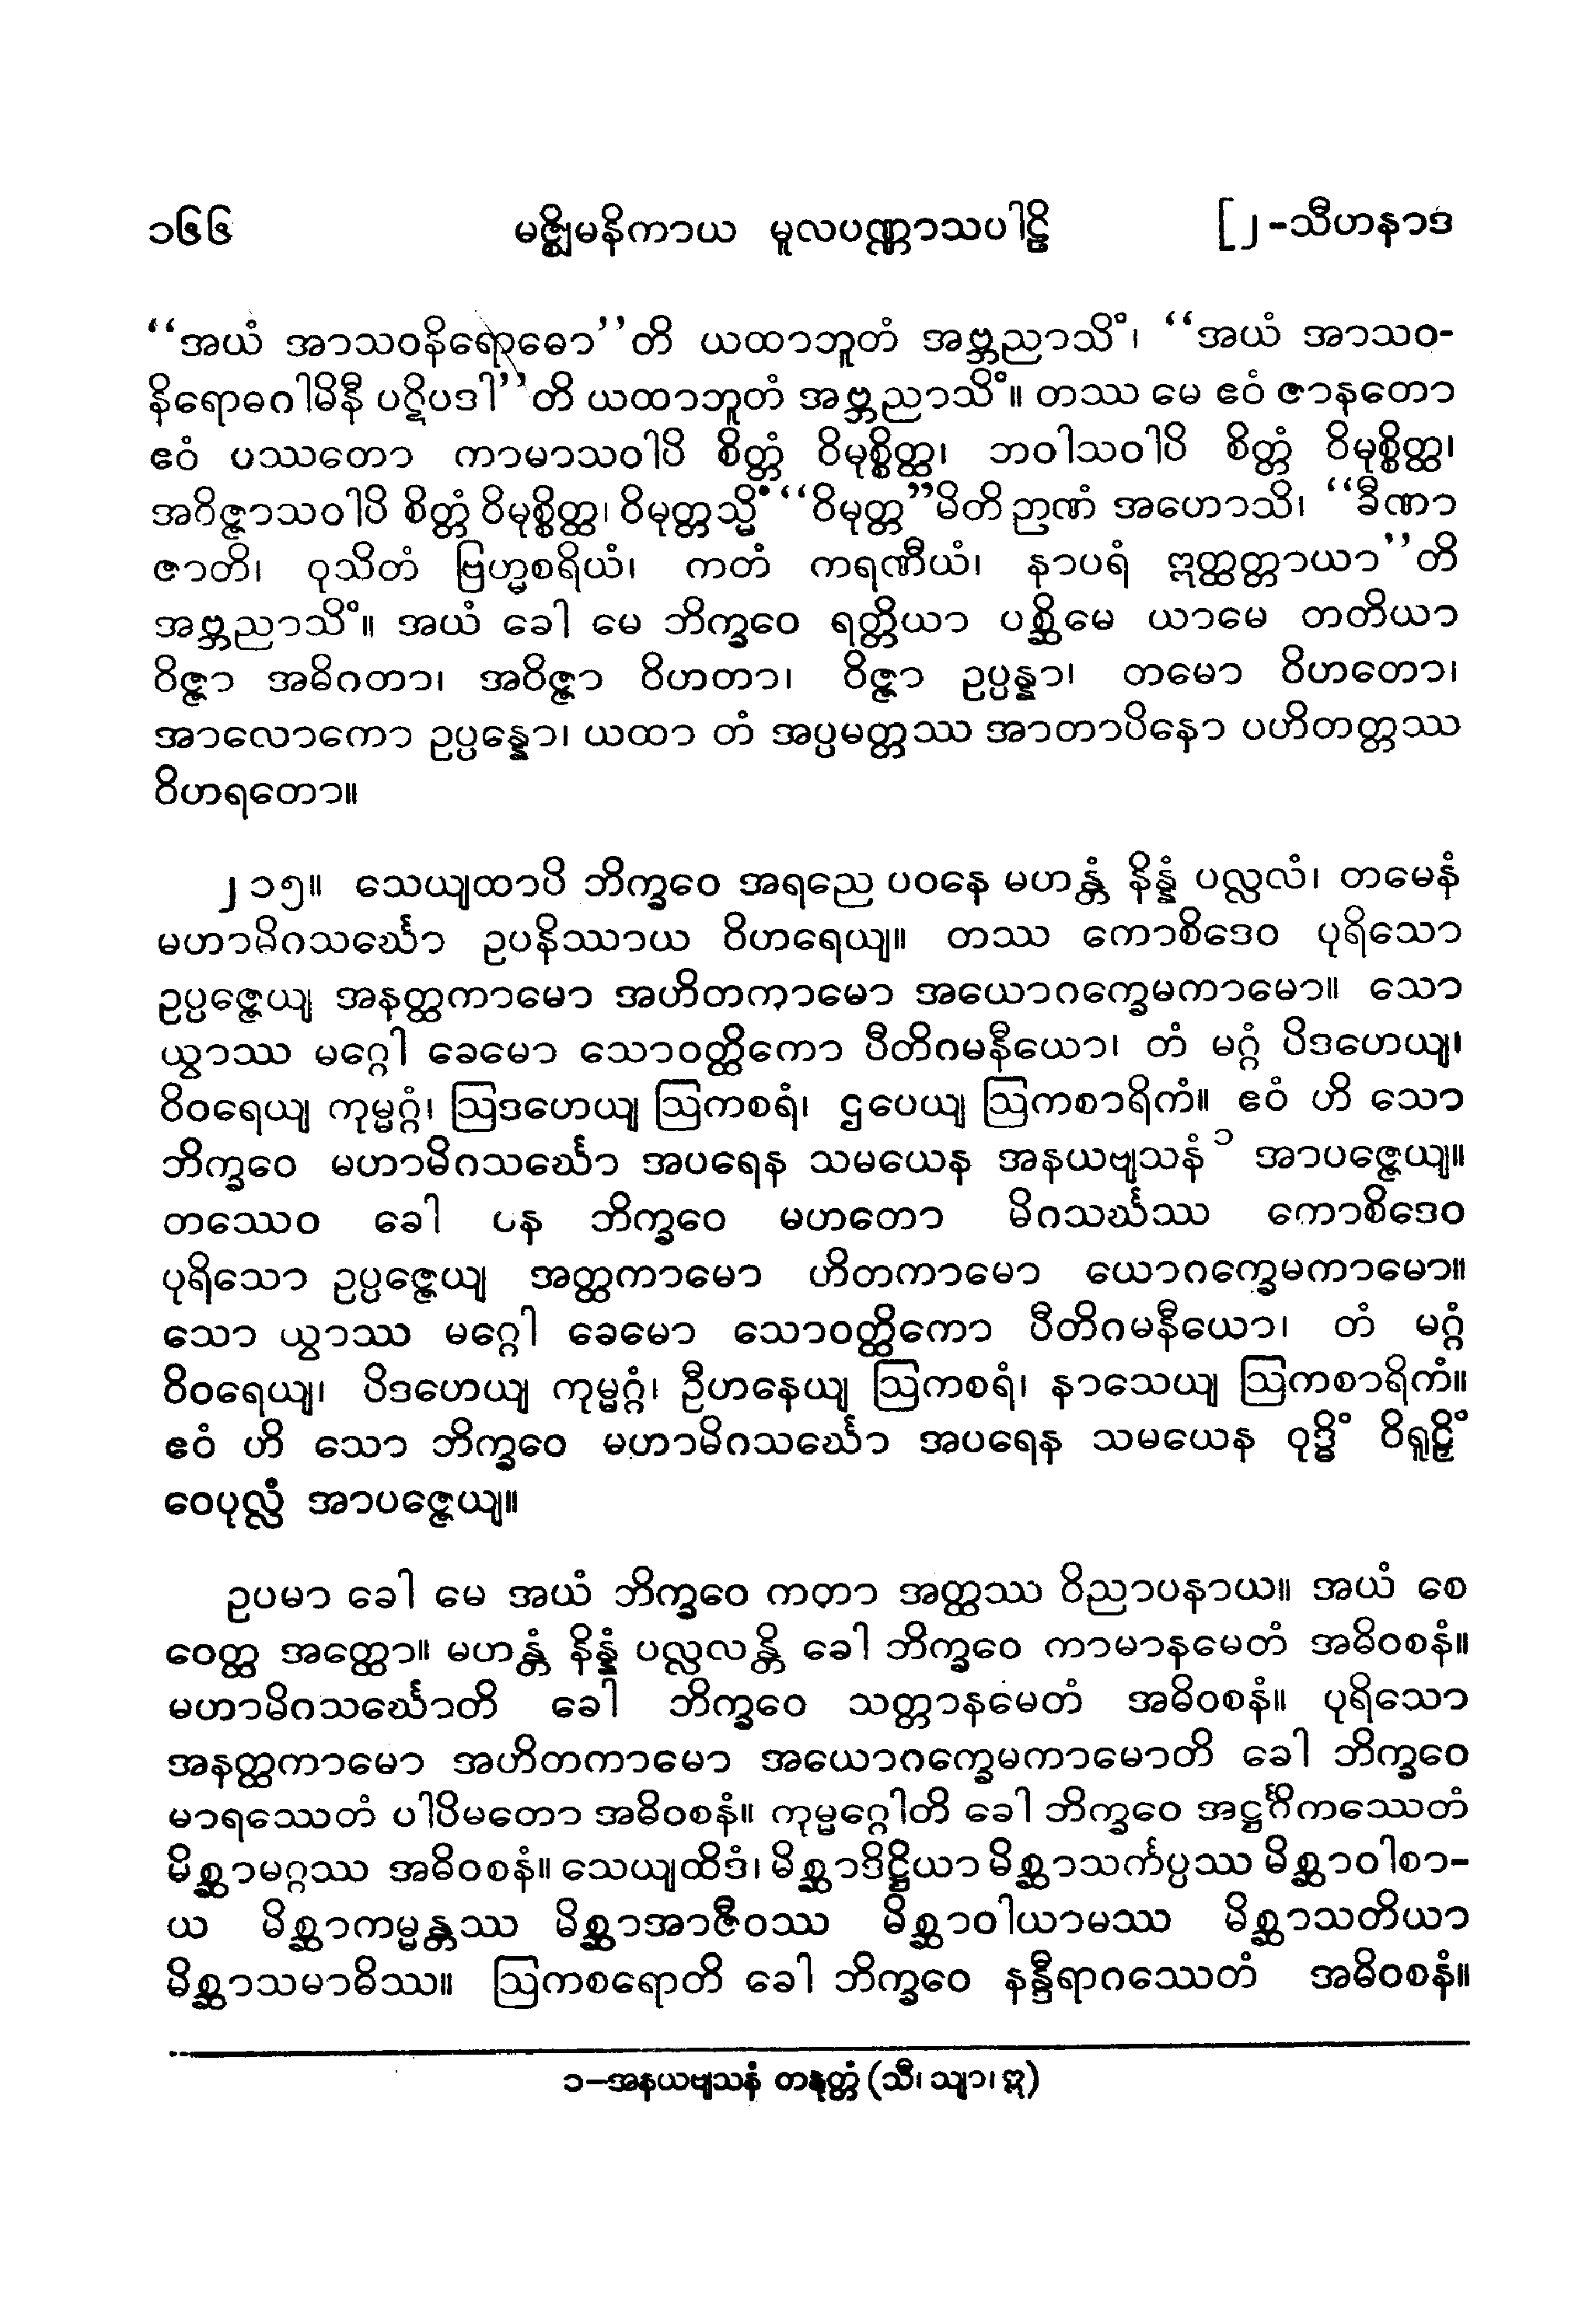 ၁၆၆ မဇ္ဈိမနိကာယ မူလပဏ္ဏာသပါဠိ [၂-သီဟနာဒ
“အယံ အာသဝနိရောဓော”တိ ယထာဘူတံ အဗ္ဘညာသိံ၊ “အယံ အာသဝ-
နိရောဓဂါမိနီ ပဋိပဒါ”တိ ယထာဘူတံ အဗ္ဘညာသိံ။ တဿ မေ ဧဝံ ဇာနတော
ဧဝံ ပဿတော ကာမာသဝါပိ စိတ္တံ ဝိမုစ္စိတ္ထ၊ ဘဝါသဝါပိ စိတ္တံ ဝိမုစ္စိတ္ထ၊
အဝိဇ္ဇာသဝါပိ စိတ္တံ ဝိမုစ္စိတ္ထ၊ ဝိမုတ္တသ္မိံ “ဝိမုတ္တ”မိတိ ဉာဏံ အဟောသိ၊ “ခီဏာ
ဇာတိ၊ ဝုသိတံ ဗြဟ္မစရိယံ၊ ကတံ ကရဏီယံ၊ နာပရံ ဣတ္ထတ္တာယာ”တိ
အဗ္ဘညာသိံ။ အယံ ခေါ မေ ဘိက္ခဝေ ရတ္တိယာ ပစ္ဆိမေ ယာမေ တတိယာ
ဝိဇ္ဇာ အဓိဂတာ၊ အဝိဇ္ဇာ ဝိဟတာ၊ ဝိဇ္ဇာ ဥပ္ပန္နာ၊ တမော ဝိဟတော၊
အာလောကော ဥပ္ပန္နော၊ ယထာ တံ အပ္ပမတ္တဿ အာတာပိနော ပဟိတတ္တဿ
ဝိဟရတော။
၂၁၅။ သေယျထာပိ ဘိက္ခဝေ အရညေ ပဝနေ မဟန္တံ နိန္နံ ပလ္လလံ၊ တမေနံ
မဟာမိဂသင်္ဃော ဥပနိဿာယ ဝိဟရေယျ။ တဿ ကောစိဒေဝ ပုရိသော
ဥပ္ပဇ္ဇေယျ အနတ္ထကာမော အဟိတကာမော အယောဂက္ခေမကာမော။ သော
ယွာဿ မဂ္ဂေါ ခေမော သောဝတ္ထိကော ပီတိဂမနီယော၊ တံ မဂ္ဂံ ပိဒဟေယျ၊
ဝိဝရေယျ ကုမ္မဂ္ဂံ၊ ဩဒဟေယျ ဩကစရံ၊ ဌပေယျ ဩကစာရိကံ။ ဧဝံ ဟိ သော
ဘိက္ခဝေ မဟာမိဂသင်္ဃော အပရေန သမယေန အနယဗျသနံ ၁ အာပဇ္ဇေယျ။
တဿေဝ ခေါ ပန ဘိက္ခဝေ မဟတော မိဂသင်္ဃဿ ကောစိဒေဝ
ပုရိသော ဥပ္ပဇ္ဇေယျ အတ္ထကာမော ဟိတကာမော ယောဂက္ခေမကာမော။
သော ယွာဿ မဂ္ဂေါ ခေမော သောဝတ္ထိကော ပီတိဂမနီယော၊ တံ မဂ္ဂံ
ဝိဝရေယျ၊ ပိဒဟေယျ ကုမ္မဂ္ဂံ၊ ဦဟနေယျ ဩကစရံ၊ နာသေယျ ဩကစာရိကံ။
ဧဝံ ဟိ သော ဘိက္ခဝေ မဟာမိဂသင်္ဃော အပရေန သမယေန ဝုဒ္ဓိံ ဝိရူဠှိံ
ဝေပုလ္လံ အာပဇ္ဇေယျ။
ဥပမာ ခေါ မေ အယံ ဘိက္ခဝေ ကတာ အတ္ထဿ ဝိညာပနာယ။ အယံ စေ
ဝေတ္ထ အတ္ထော။ မဟန္တံ နိန္နံ ပလ္လလန္တိ ခေါ ဘိက္ခဝေ ကာမာနမေတံ အဓိဝစနံ။
မဟာမိဂသင်္ဃောတိ ခေါ ဘိက္ခဝေ သတ္တာနမေတံ အဓိဝစနံ။ ပုရိသော
အနတ္ထကာမော အဟိတကာမော အယောဂက္ခေမကာမောတိ ခေါ ဘိက္ခဝေ
မာရဿေတံ ပါပိမတော အဓိဝစနံ။ ကုမ္မဂ္ဂေါတိ ခေါ ဘိက္ခဝေ အဋ္ဌင်္ဂိကဿေတံ
မိစ္ဆာမဂ္ဂဿ အဓိဝစနံ။ သေယျထိဒံ၊ မိစ္ဆာဒိဋ္ဌိယာ မိစ္ဆာသင်္ကပ္ပဿ မိစ္ဆာဝါစာ-
ယ မိစ္ဆာကမ္မန္တဿ မိစ္ဆာအာဇီဝဿ မိစ္ဆာဝါယာမဿ မိစ္ဆာသတိယာ
မိစ္ဆာသမာဓိဿ။ ဩကစရောတိ ခေါ ဘိက္ခဝေ နန္ဒီရာဂဿေတံ အဓိဝစနံ။
၁-အနယဗျသနံ တနုတ္တံ (သီ၊ သျာ၊ ဣ)